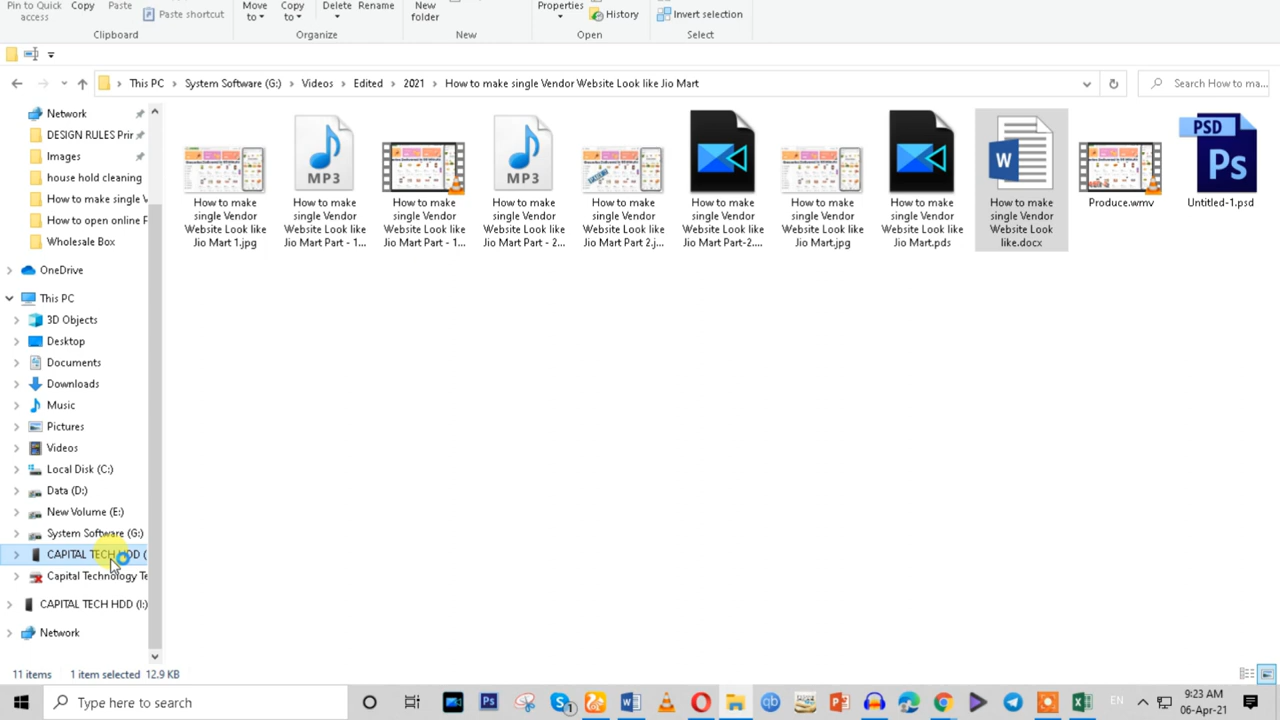 Pin to Quick access
Copy
Paste
Paste shortcut
Move to
Copy to
Delete
Rename
New folder
Properties
History
Invert selection
Clipboard
Organize
New
Open
Select
This PC > System Software (G:) > Videos > Edited > 2021 > How to make single Vendor Website Look like Jio Mart
Search How to ma...
Network
DESIGN RULES Prir
Images
house hold cleaning
How to make single V
How to open online F
Wholesale Box
OneDrive
This PC
3D Objects
Desktop
Documents
Downloads
Music
Pictures
Videos
Local Disk (C:)
Data (D:)
New Volume (E:)
System Software (G:)
CAPITAL TECH HDD (
Capital Technology Te
CAPITAL TECH HDD (I:)
Network
How to make
single Vendor
Website Look like
Jio Mart 1.jpg
MP3
How to make
single Vendor
Website Look like
Jio Mart Part - 1...
How to make
single Vendor
Website Look like
Jio Mart Part - 1...
MP3
How to make
single Vendor
Website Look like
Jio Mart Part - 2...
How to make
single Vendor
Website Look like
Jio Mart Part 2.j...
How to make
single Vendor
Website Look like
Jio Mart Part-2....
How to make
single Vendor
Website Look like
Jio Mart.jpg
How to make
single Vendor
Website Look like
Jio Mart.pds
W
How to make
single Vendor
Website Look
like.docx
Produce.wmv
PSD
Ps
Untitled-1.psd
11 items
1 item selected 12.9 KB
Type here to search
Ps
1
W
qb
EN
9:23 AM
06-Apr-21